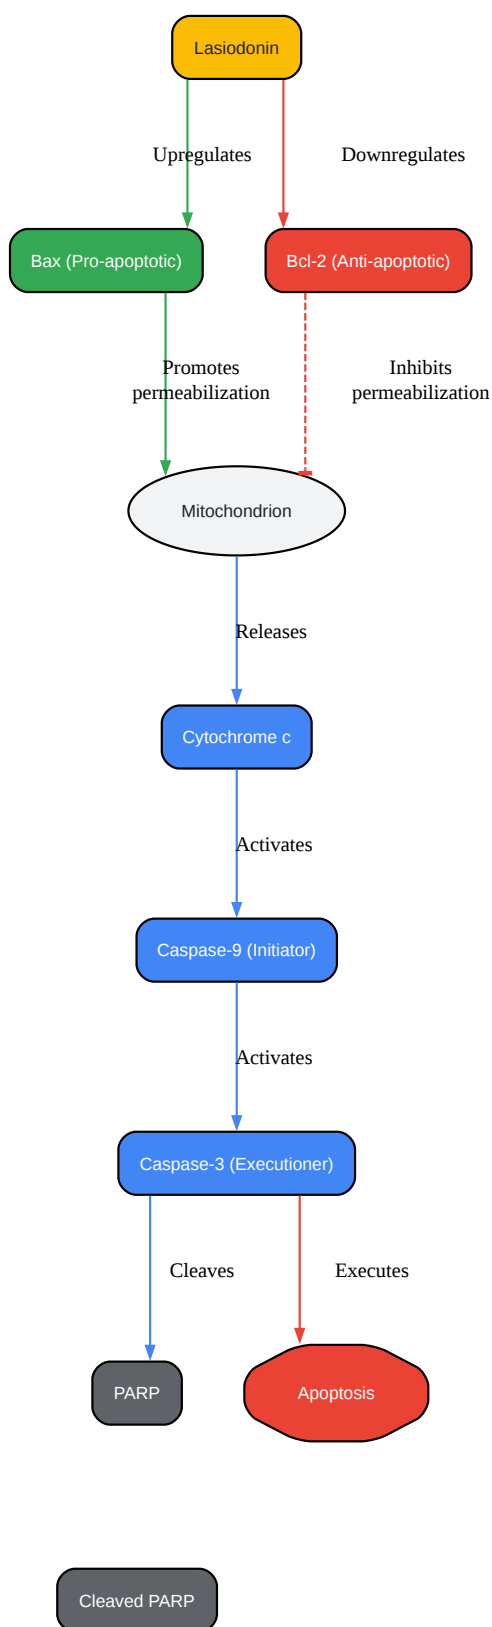 Lasiodonin
Upregulates
Downregulates
Bax (Pro-apoptotic)
Bcl-2 (Anti-apoptotic)
Promotes
permeabilization
Inhibits
permeabilization
Mitochondrion
Releases
Cytochrome c
Activates
Caspase-9 (Initiator)
Activates
Caspase-3 (Executioner)
Cleaves
Executes
PARP
Apoptosis
Cleaved PARP